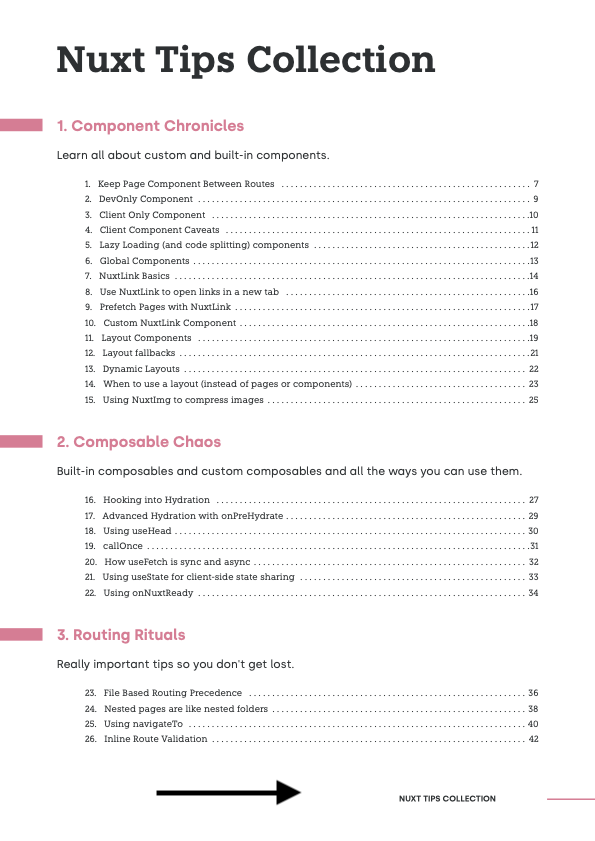 Nuxt Tips Collection
1. Component Chronicles
Learn all about custom and built-in components.
1. Keep Page Component Between Routes ........ 7
2. DevOnly Component ........ 9
3. Client Only Component ........ 10
4. Client Component Caveats ........ 11
5. Lazy Loading (and code splitting) components ........ 12
6. Global Components ........ 13
7. NuxtLink Basics ........ 14
8. Use NuxtLink to open links in a new tab ........ 16
9. Prefetch Pages with NuxtLink ........ 17
10. Custom NuxtLink Component ........ 18
11. Layout Components ........ 19
12. Layout fallbacks ........ 21
13. Dynamic Layouts ........ 22
14. When to use a layout (instead of pages or components) ........ 23
15. Using NuxtImg to compress images ........ 25
2. Composable Chaos
Built-in composables and custom composables and all the ways you can use them.
16. Hooking into Hydration ........ 27
17. Advanced Hydration with onPreHydrate ........ 29
18. Using useHead ........ 30
19. callOnce ........ 31
20. How useFetch is sync and async ........ 32
21. Using useState for client-side state sharing ........ 33
22. Using onNuxtReady ........ 34
3. Routing Rituals
Really important tips so you don't get lost.
23. File Based Routing Precedence ........ 36
24. Nested pages are like nested folders ........ 38
25. Using navigateTo ........ 40
26. Inline Route Validation ........ 42
NUXT TIPS COLLECTION